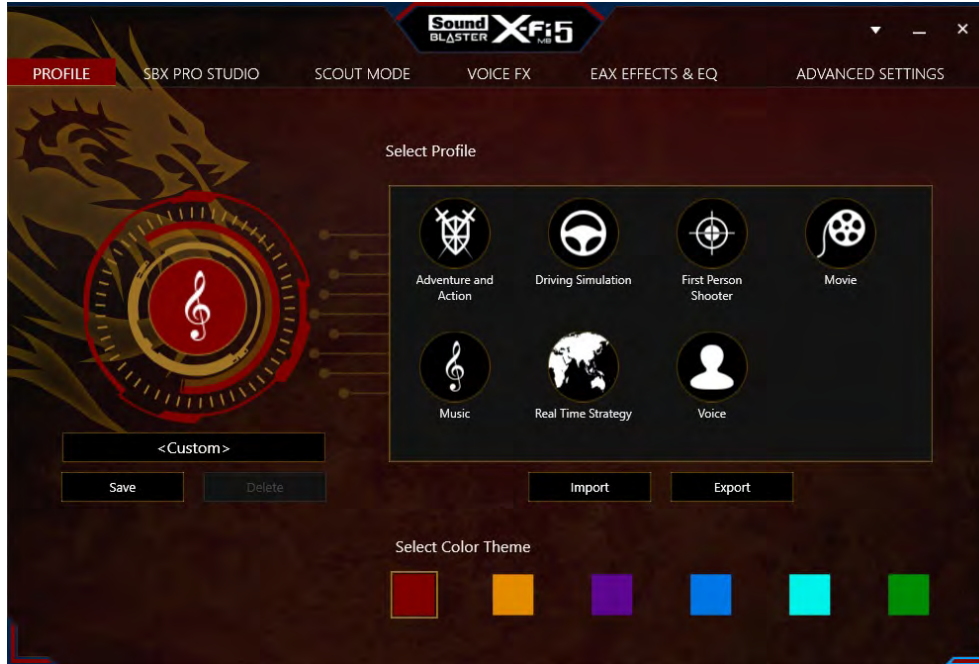 Sound
BLASTER X-Fi MB 5
PROFILE SBX PRO STUDIO SCOUT MODE VOICE FX EAX EFFECTS & EQ ADVANCED SETTINGS
Select Profile
Adventure and
Action
Driving Simulation
First Person
Shooter
Movie
Music
Real Time Strategy
Voice
<Custom>
Save
Delete
Import
Export
Select Color Theme